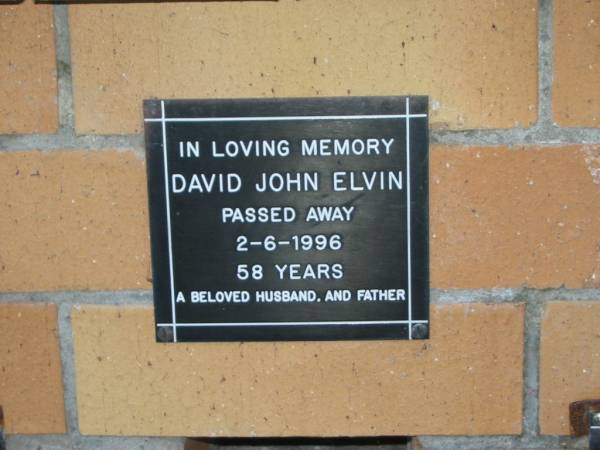 IN LOVING MEMORY
DAVID JOHN ELVIN
PASSED AWAY
2-6-1996
58 YEARS
A BELOVED HUSBAND, AND FATHER